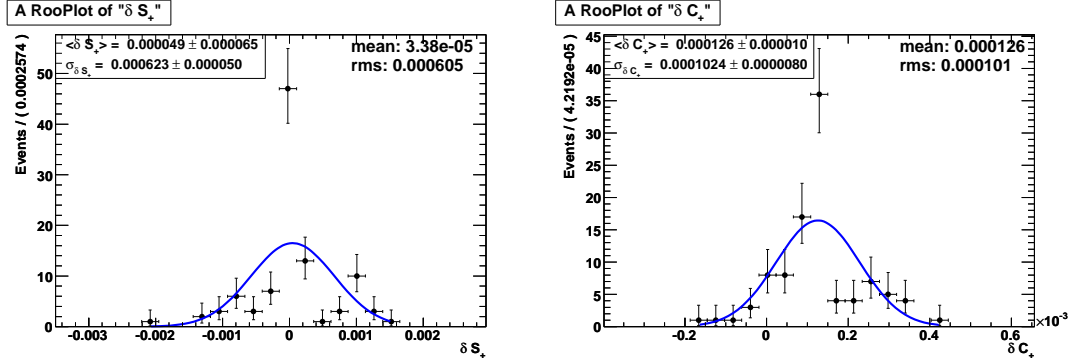 A RooPlot of "δ S₊"
<δ S₊> = 0.000049 ± 0.000065
σ_δ S₊ = 0.000623 ± 0.000050
mean: 3.38e-05
rms: 0.000605
Events / ( 0.0002574 )
50
40
30
20
10
0
-0.003 -0.002 -0.001 0 0.001 0.002
δ S₊
A RooPlot of "δ C₊"
<δ C₊> = 0.000126 ± 0.000010
σ_δ C₊ = 0.0001024 ± 0.0000080
mean: 0.000126
rms: 0.000101
Events / ( 4.2192e-05 )
45
40
35
30
25
20
15
10
5
0
-0.2 0 0.2 0.4 0.6 ×10⁻³
δ C₊